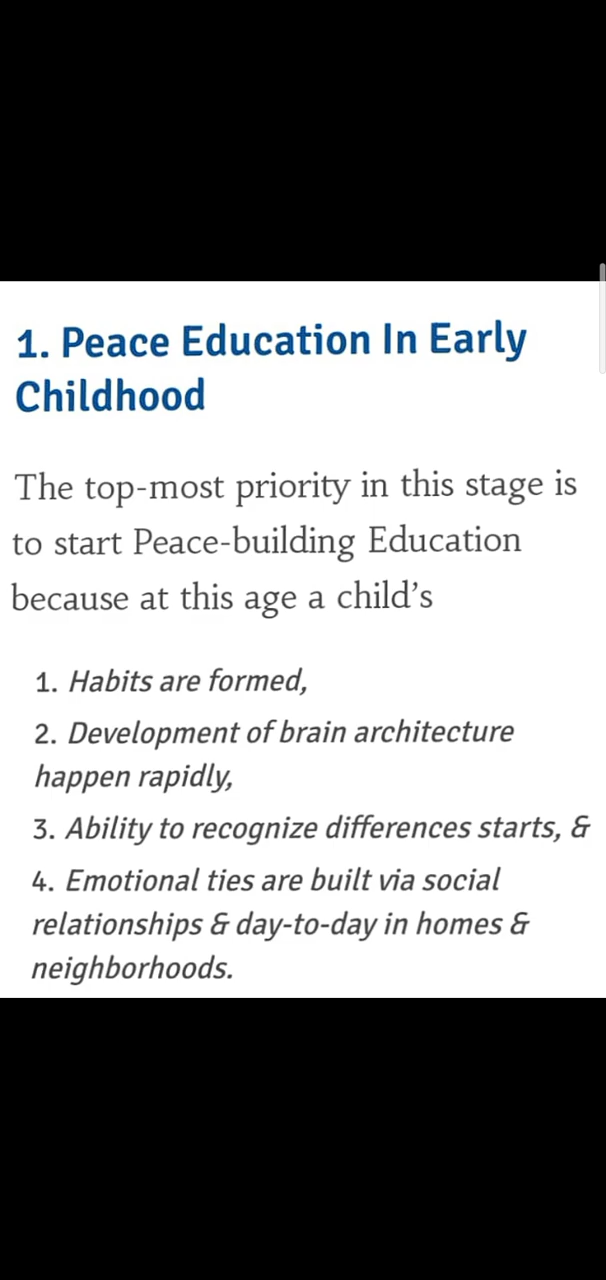 1. Peace Education In Early
Childhood
The top-most priority in this stage is
to start Peace-building Education
because at this age a child’s
1. Habits are formed,
2. Development of brain architecture
happen rapidly,
3. Ability to recognize differences starts, &
4. Emotional ties are built via social
relationships & day-to-day in homes &
neighborhoods.